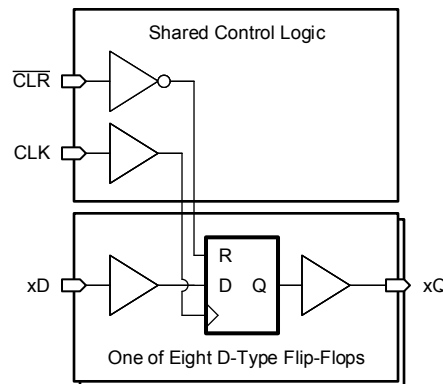 Shared Control Logic
CLR
CLK
R
xD
D Q
xQ
One of Eight D-Type Flip-Flops